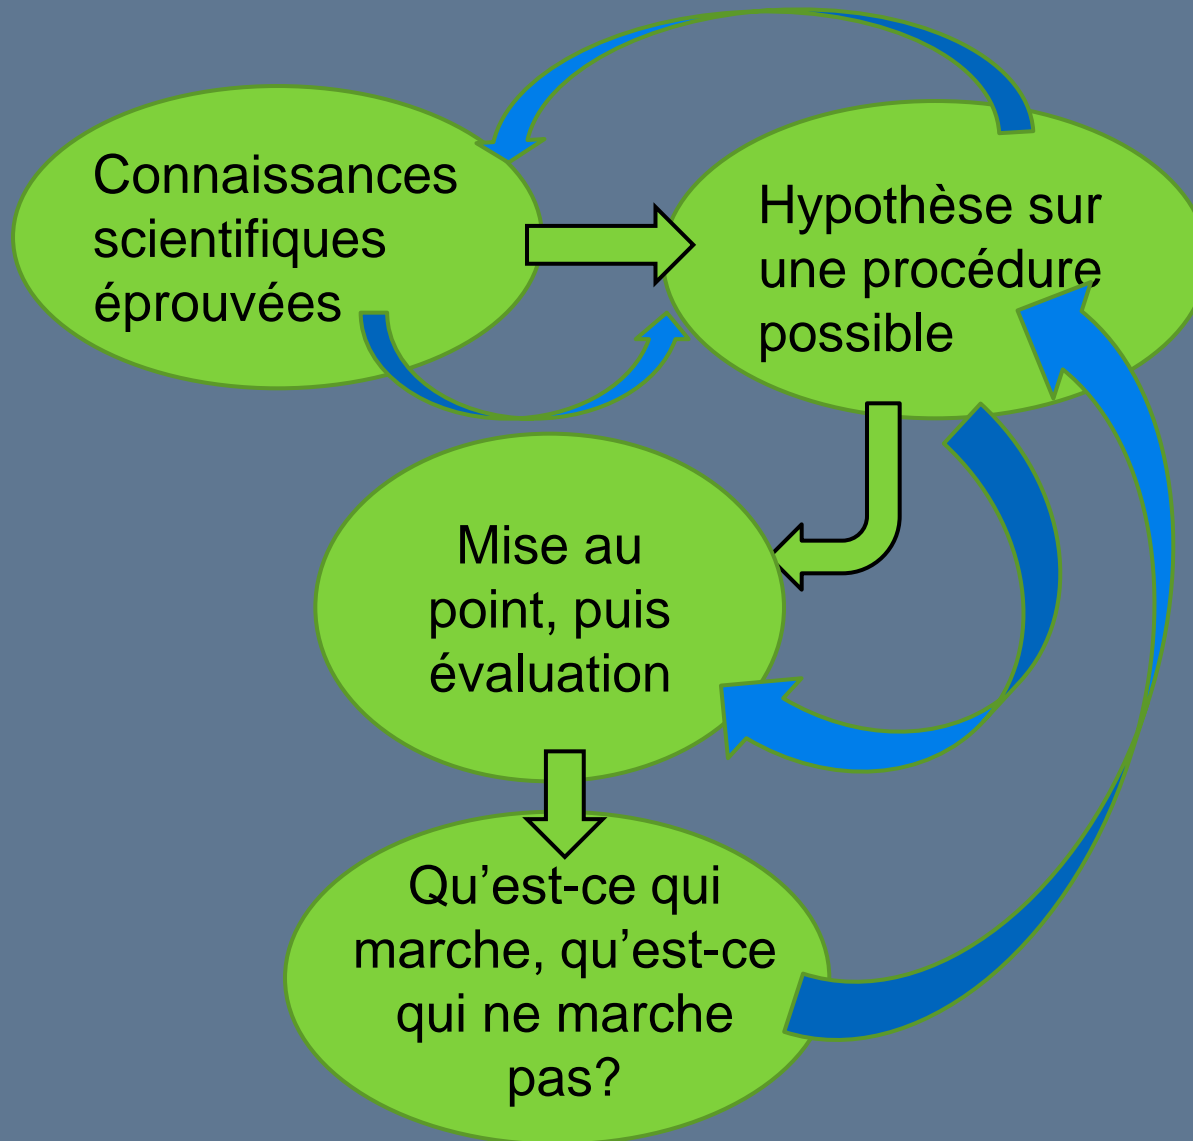 Connaissances
scientifiques
éprouvées
Hypothèse sur
une procédure
possible
Mise au
point, puis
évaluation
Qu’est-ce qui
marche, qu’est-ce
qui ne marche
pas?